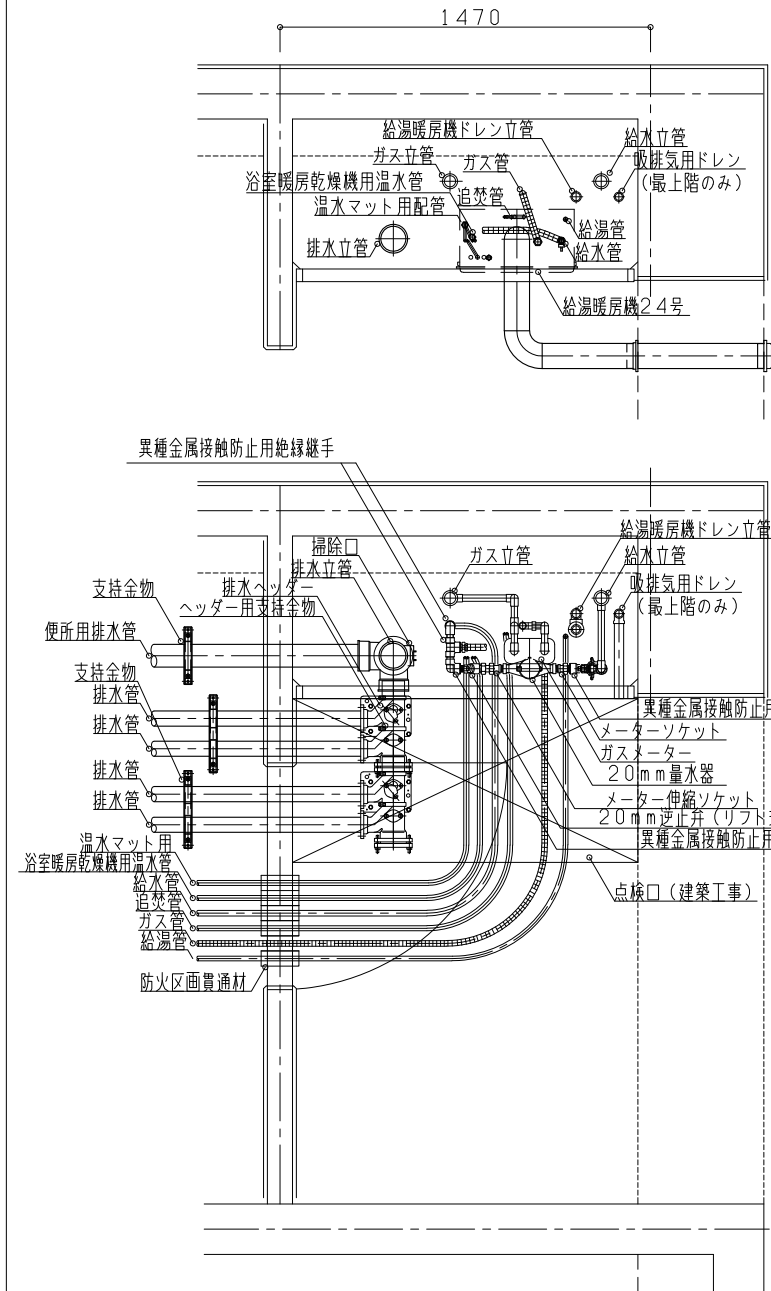 1470
給湯暖房機ドレン立管
給水立管
ガス立管
ガス管
吸排気用ドレン
(最上階のみ)
浴室暖房乾燥機用温水管
追焚管
温水マット用配管
給湯管
排水立管
給水管
給湯暖房機24号
異種金属接触防止用絶縁継手
給湯暖房機ドレン立管
掃除口
ガス立管
給水立管
排水立管
支持金物
排水ヘッダー
吸排気用ドレン
(最上階のみ)
ヘッダー用支持金物
便所用排水管
支持金物
排水管
異種金属接触防止用
排水管
メーターソケット
ガスメーター
排水管
20mm量水器
排水管
メーター伸縮ソケット
20mm逆止弁(リフト
温水マット用
異種金属接触防止用
浴室暖房乾燥機用温水管
給水管
点検口(建築工事)
追焚管
ガス管
給湯管
防火区画貫通材